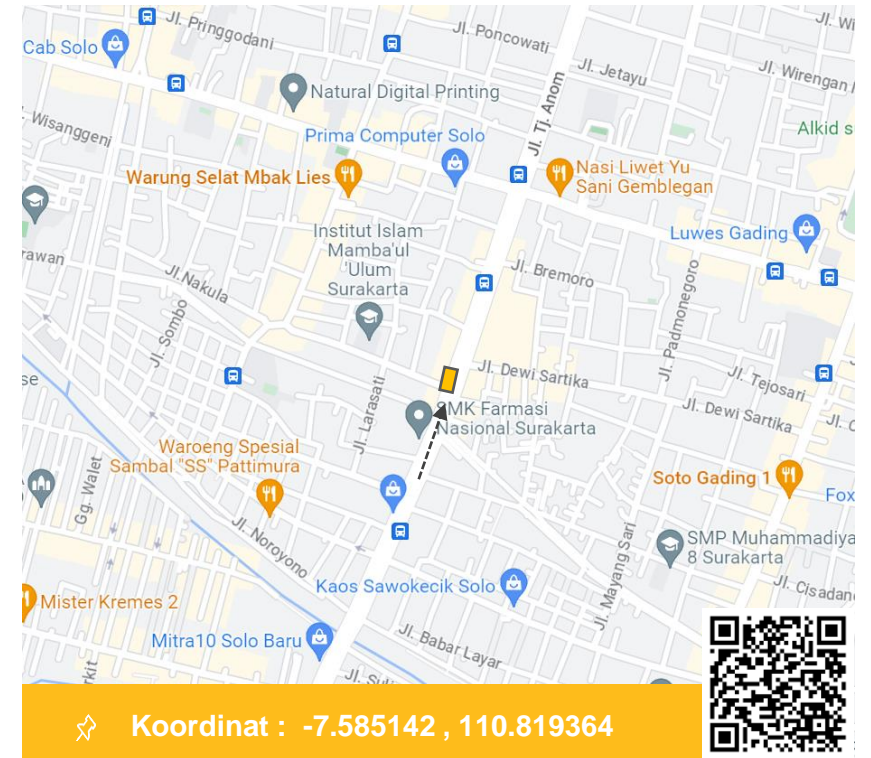 Jl. Pringgodani
Jl. Poncowati
Jl. Wi
Cab Solo
Jl. Jetayu
Jl. Wirengan
Natural Digital Printing
Jl. Tj. Anom
Wisanggeni
Prima Computer Solo
Alkid s
Warung Selat Mbak Lies
Nasi Liwet Yu
Sani Gemblegan
Institut Islam
Mamba'ul
'Ulum
Surakarta
Luwes Gading
rawan
Jl.Nakula
Jl. Bremoro
Jl. Padmonegoro
Jl. Sombo
se
Jl. Dewi Sartika
Jl. Tejosari
Jl. Larasati
SMK Farmasi
Nasional Surakarta
Jl. Dewi Sartika
Jl. C
Waroeng Spesial
Sambal "SS" Pattimura
Soto Gading 1
Fox
Gg. Walet
Jl. Noroyono
Jl. Mayang Sari
SMP Muhammadiya
8 Surakarta
Kaos Sawokecik Solo
Jl. Cisadan
Mister Kremes 2
Mitra10 Solo Baru
Jl. Babar Layar
rkit
Jl. Suli
Koordinat : -7.585142 , 110.819364